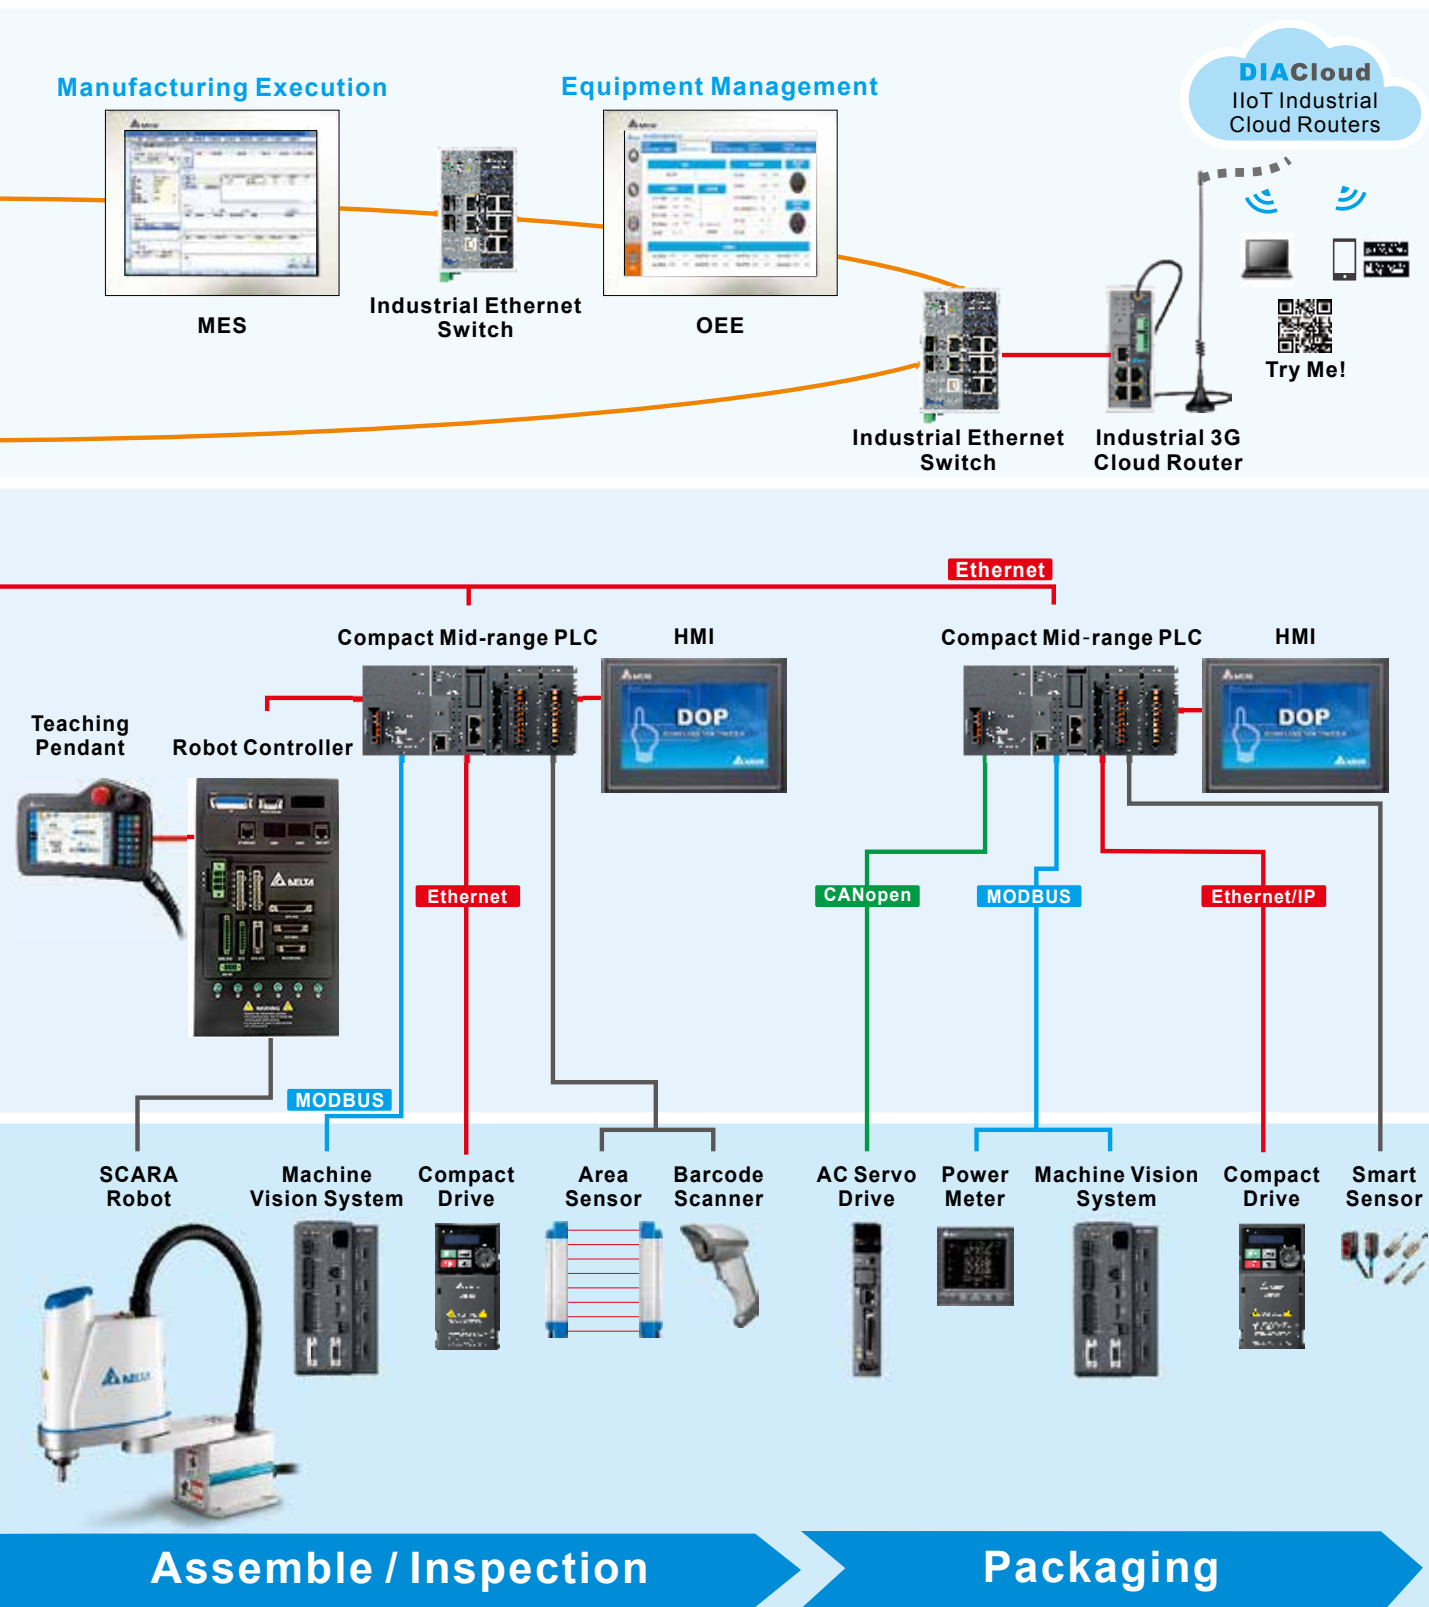 DIACloud
IIoT Industrial
Cloud Routers
Manufacturing Execution
Equipment Management
MES
Industrial Ethernet
Switch
OEE
Try Me!
Industrial Ethernet
Switch
Industrial 3G
Cloud Router
Ethernet
Compact Mid-range PLC
HMI
Compact Mid-range PLC
HMI
DOP
DOP
Teaching
Pendant
Robot Controller
DELTA
WARNING
Ethernet
CANopen
MODBUS
Ethernet/IP
MODBUS
SCARA
Robot
Machine
Vision System
Compact
Drive
Area
Sensor
Barcode
Scanner
AC Servo
Drive
Power
Meter
Machine Vision
System
Compact
Drive
Smart
Sensor
DELTA
Assemble / Inspection
Packaging